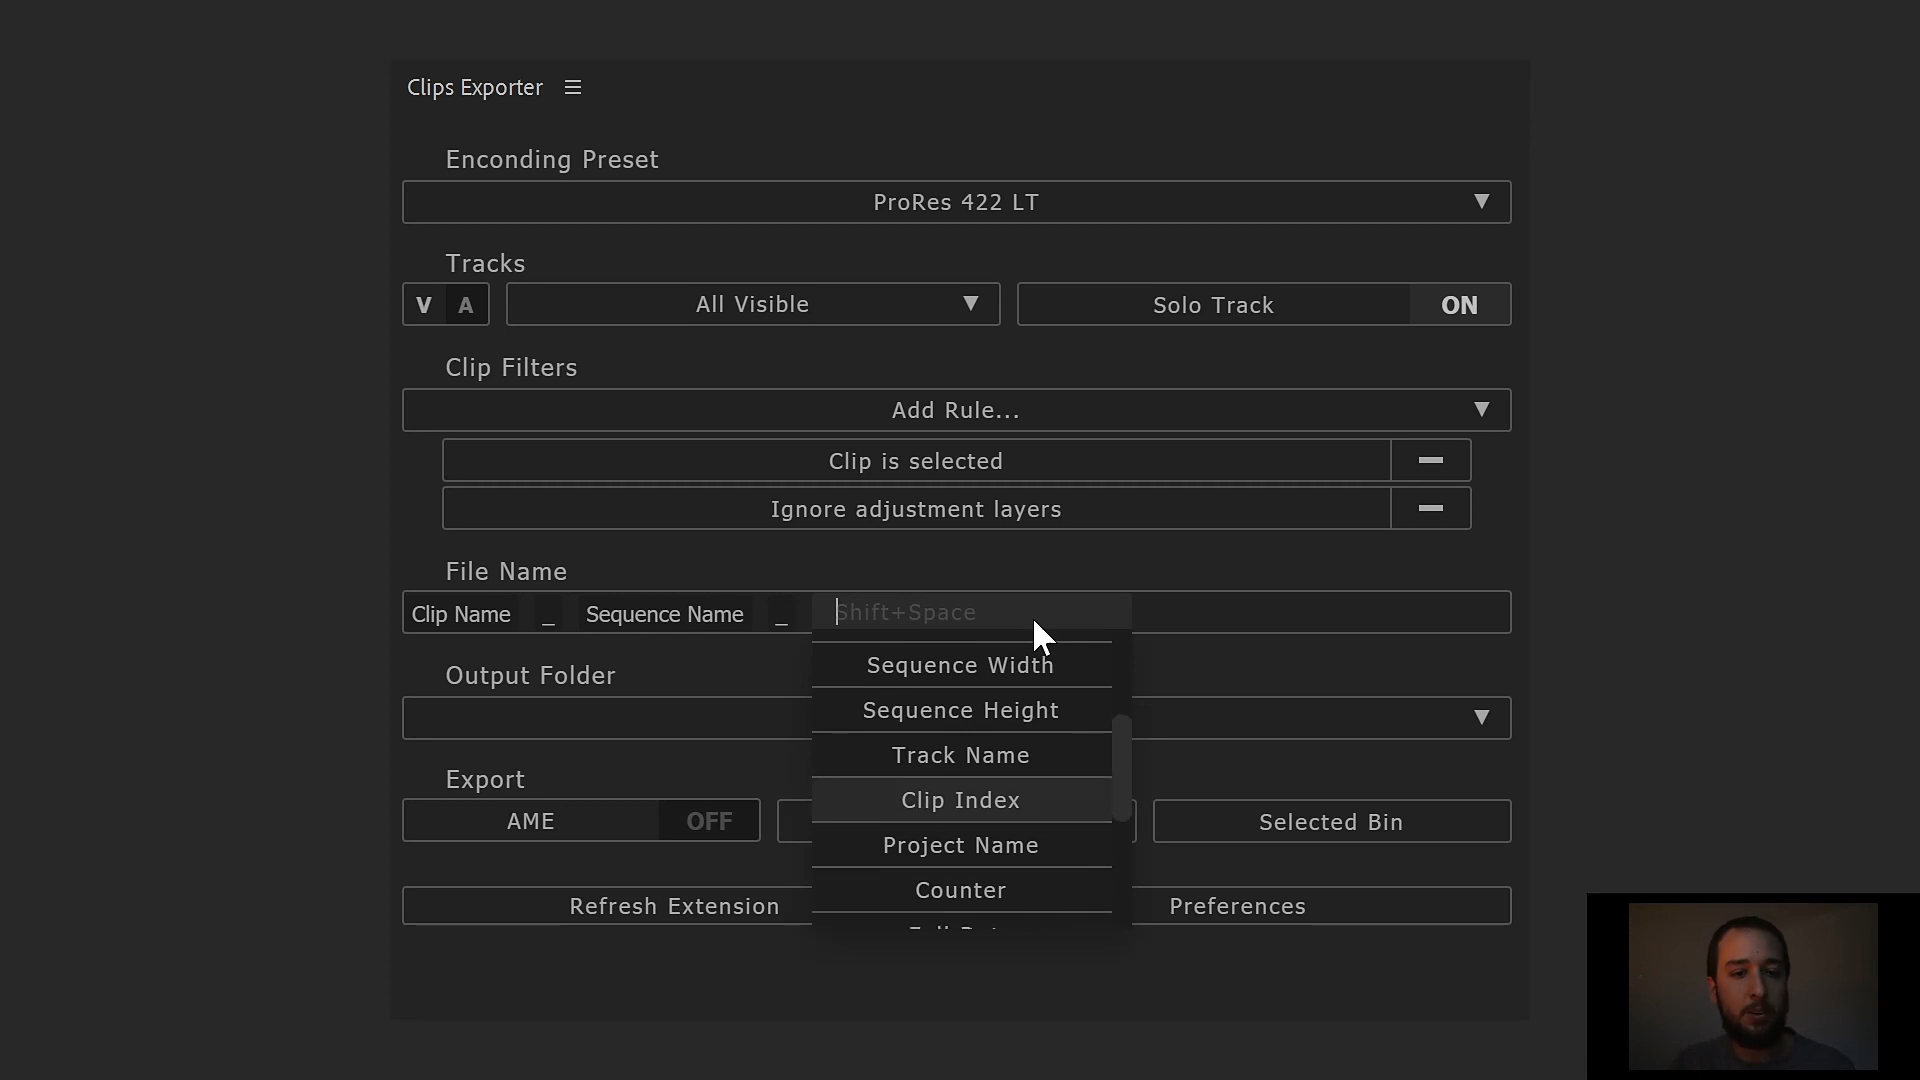 Clips Exporter
Enconding Preset
ProRes 422 LT
Tracks
V A All Visible Solo Track ON
Clip Filters
Add Rule...
Clip is selected
Ignore adjustment layers
File Name
Clip Name _ Sequence Name _ Shift+Space
Sequence Width
Output Folder
Sequence Height
Track Name
Export
Clip Index
AME OFF Selected Bin
Project Name
Counter
Refresh Extension Preferences